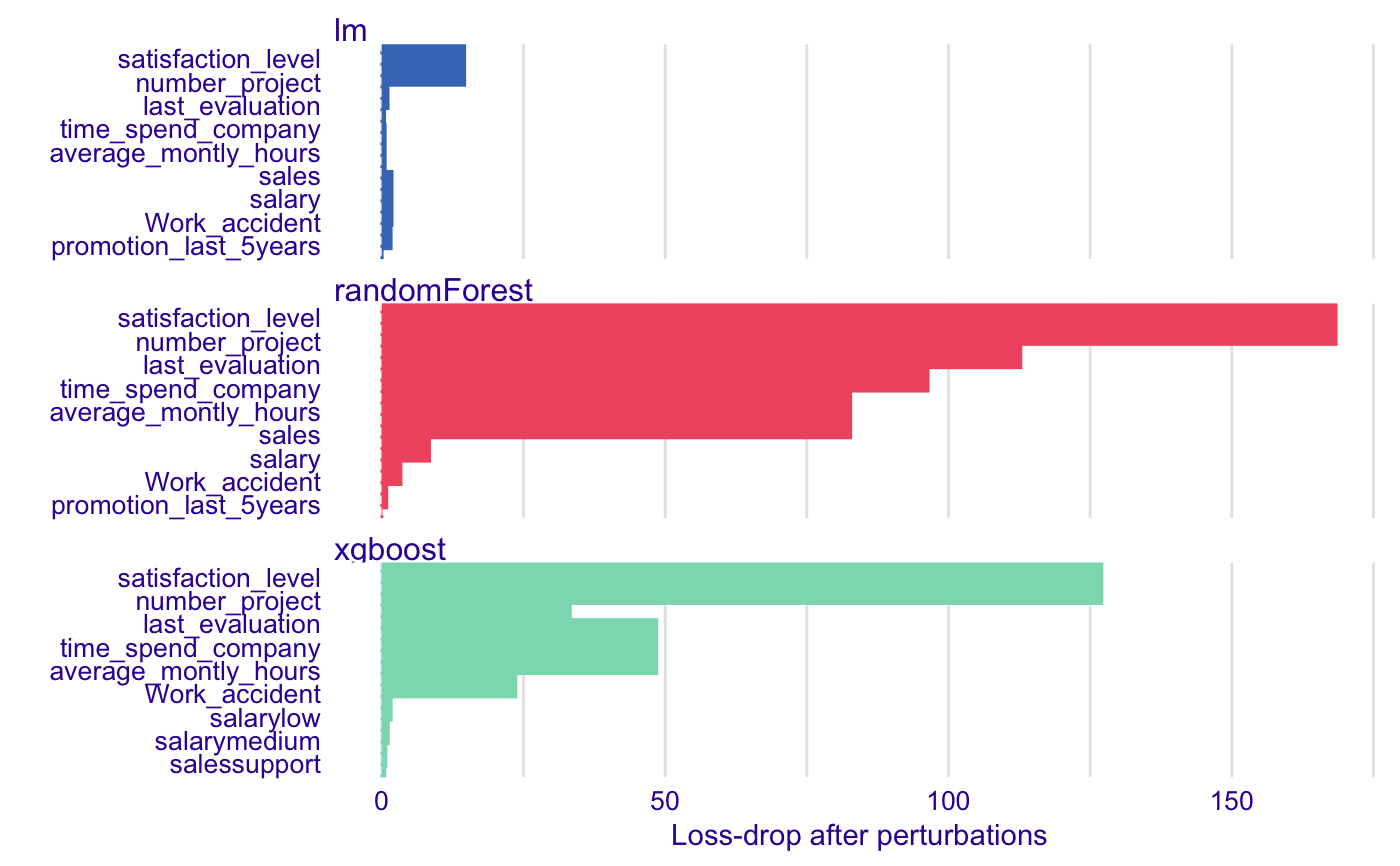 lm
satisfaction_level
number_project
last_evaluation
time_spend_company
average_montly_hours
sales
salary
Work_accident
promotion_last_5years
randomForest
satisfaction_level
number_project
last_evaluation
time_spend_company
average_montly_hours
sales
salary
Work_accident
promotion_last_5years
xgboost
satisfaction_level
number_project
last_evaluation
time_spend_company
average_montly_hours
Work_accident
salarylow
salarymedium
salessupport
0 50 100 150
Loss-drop after perturbations